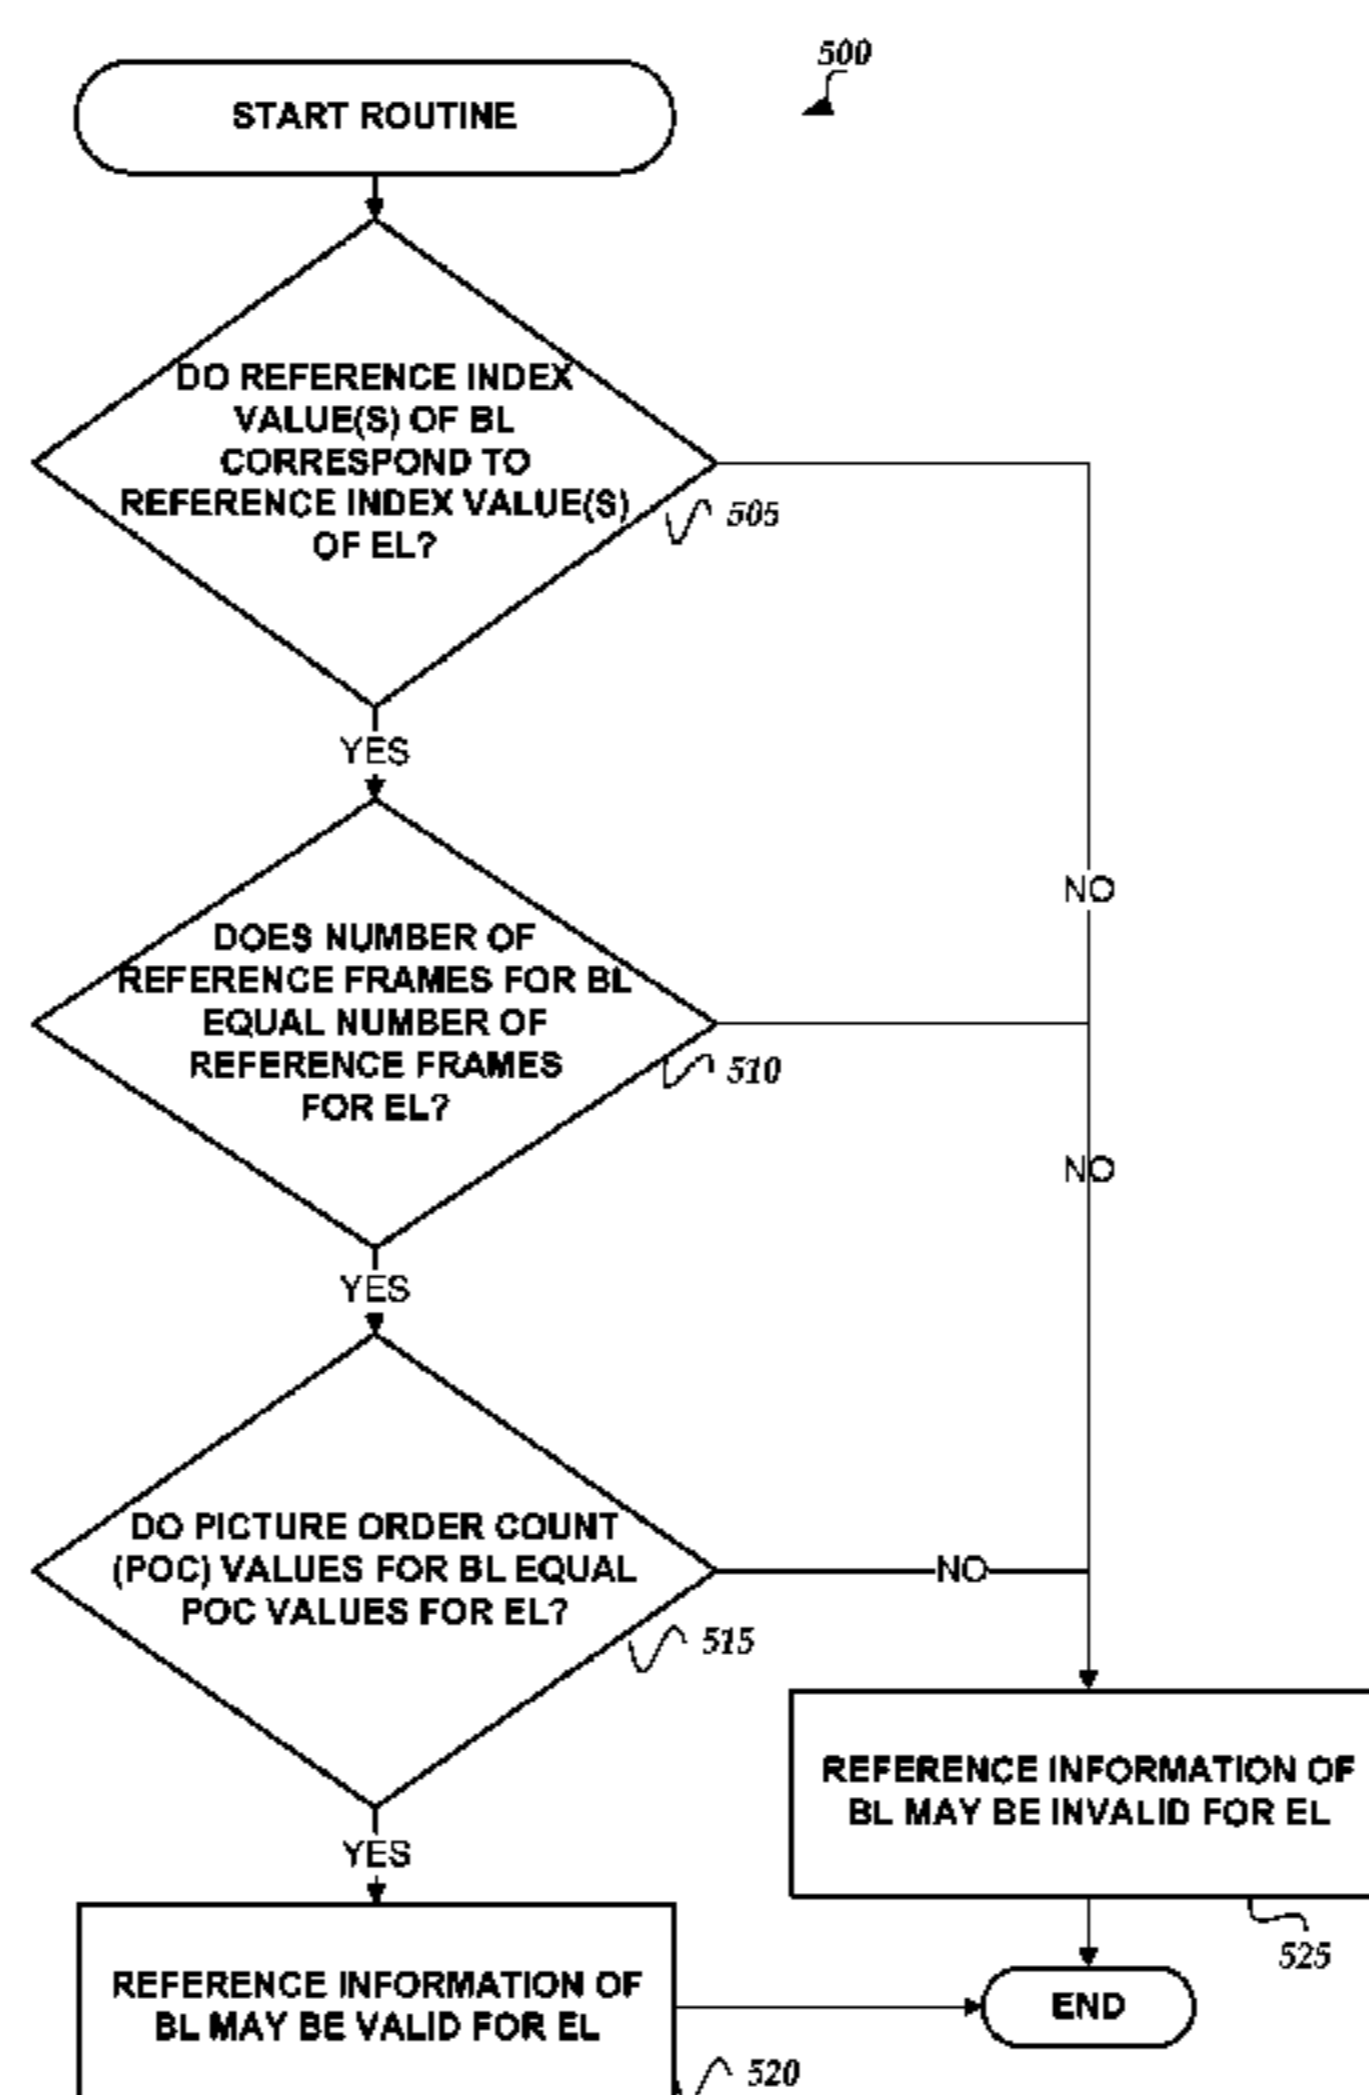 500
START ROUTINE
DO REFERENCE INDEX
VALUE(S) OF BL
CORRESPOND TO
REFERENCE INDEX VALUE(S)
OF EL?
505
YES
NO
DOES NUMBER OF
REFERENCE FRAMES FOR BL
EQUAL NUMBER OF
REFERENCE FRAMES
FOR EL?
510
NO
YES
DO PICTURE ORDER COUNT
(POC) VALUES FOR BL EQUAL
POC VALUES FOR EL?
NO
515
REFERENCE INFORMATION OF
BL MAY BE INVALID FOR EL
YES
525
REFERENCE INFORMATION OF
BL MAY BE VALID FOR EL
END
520